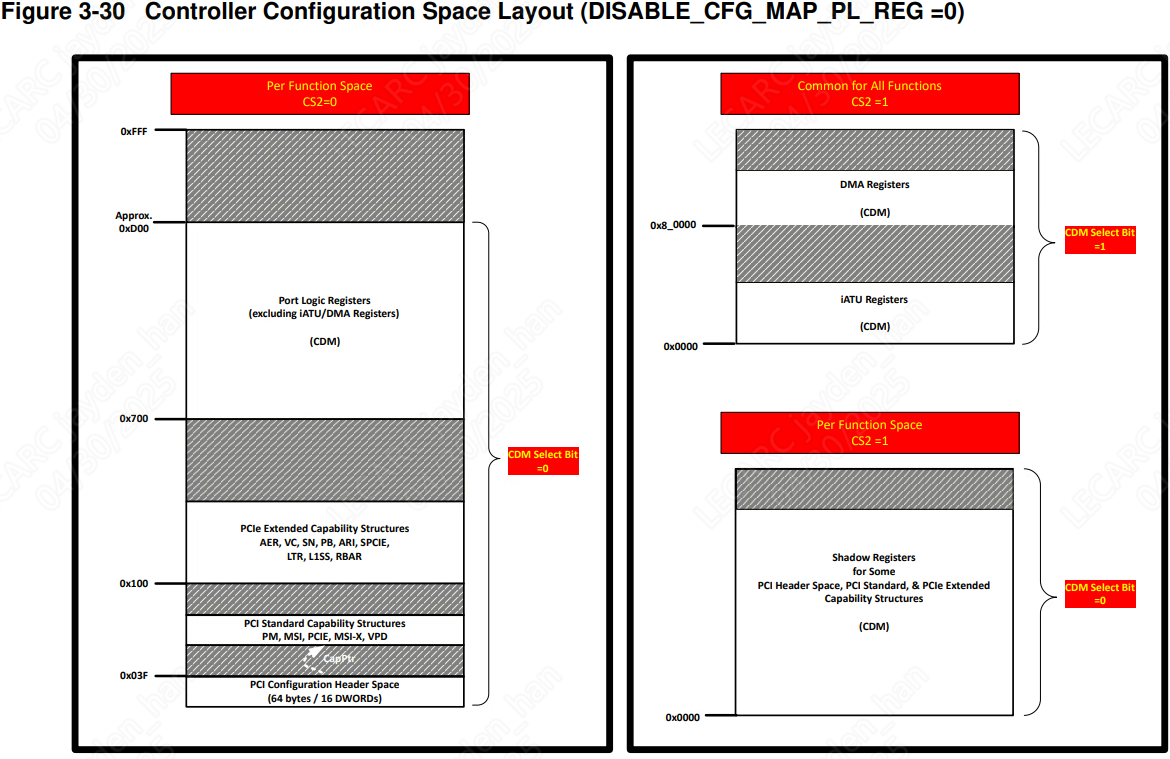 Figure 3-30 Controller Configuration Space Layout (DISABLE_CFG_MAP_PL_REG =0)
Per Function Space
CS2=0
0xFFF
Approx.
0xD00
Port Logic Registers
(excluding iATU/DMA Registers)
(CDM)
0x700
CDM Select Bit
=0
PCIe Extended Capability Structures
AER, VC, SN, PB, ARI, SPCIE,
LTR, L1SS, RBAR
0x100
PCI Standard Capability Structures
PM, MSI, PCIE, MSI-X, VPD
CapPtr
0x03F
PCI Configuration Header Space
(64 bytes / 16 DWORDs)
Common for All Functions
CS2 =1
DMA Registers
(CDM)
0x8_0000
CDM Select Bit
=1
iATU Registers
(CDM)
0x0000
Per Function Space
CS2 =1
Shadow Registers
for Some
PCI Header Space, PCI Standard, & PCIe Extended
Capability Structures
(CDM)
CDM Select Bit
=0
0x0000
LECARC jayden_han
04/30/2025